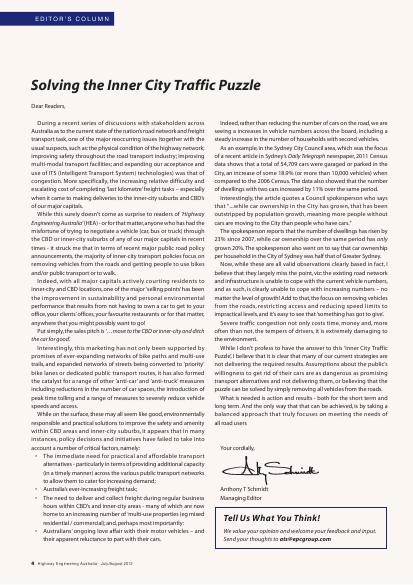 EDITOR'S COLUMN
Solving the Inner City Traffic Puzzle
Dear Readers,
During a recent series of discussions with stakeholders across
Australia as to the current state of the nation's road network and freight
transport task, one of the major reoccurring issues (together with the
usual suspects, such as: the physical condition of the highway network;
improving safety throughout the road transport industry; improving
multi-modal transport facilities; and expanding our acceptance and
use of ITS (Intelligent Transport System) technologies) was that of
congestion. More specifically, the increasing relative difficulty and
escalating cost of completing 'last kilometre' freight tasks – especially
when it came to making deliveries to the inner-city suburbs and CBD's
of our major capitals.
While this surely doesn't come as surprise to readers of 'Highway
Engineering Australia' (HEA) - or for that matter, anyone who has had the
misfortune of trying to negotiate a vehicle (car, bus or truck) through
the CBD or inner-city suburbs of any of our major capitals in recent
times - it struck me that in terms of recent major public road policy
announcements, the majority of inner-city transport policies focus on
removing vehicles from the roads and getting people to use bikes
and/or public transport or to walk.
Indeed, with all major capitals actively courting residents to
inner-city and CBD' locations, one of the major 'selling points' has been
the improvement in sustainability and personal environmental
performance that results from not having to own a car to get to your
office, your clients' offices, your favourite restaurants or for that matter,
anywhere that you might possibly want to go!
Put simply, the sales pitch is '… move to the CBD or inner-city and ditch
the car for good'.
Interestingly, this marketing has not only been supported by
promises of ever-expanding networks of bike paths and multi-use
trails, and expanded networks of streets being converted to 'priority'
bike lanes or dedicated public transport routes, it has also formed
the catalyst for a range of other 'anti-car' and 'anti-truck' measures
including reductions in the number of car spaces, the introduction of
peak time tolling and a range of measures to severely reduce vehicle
speeds and access.
While on the surface, these may all seem like good, environmentally
responsible and practical solutions to improve the safety and amenity
within CBD areas and inner-city suburbs, it appears that in many
instances, policy decisions and initiatives have failed to take into
account a number of critical factors, namely:
• The immediate need for practical and affordable transport
alternatives - particularly in terms of providing additional capacity
(in a timely manner) across the various public transport networks
to allow them to cater for increasing demand;
• Australia's ever-increasing freight task;
• The need to deliver and collect freight during regular business
hours within CBD's and inner-city areas - many of which are now
home to an increasing number of 'multi-use properties (eg mixed
residential / commercial); and, perhaps most importantly:
• Australians' ongoing love affair with their motor vehicles – and
their apparent reluctance to part with their cars.
Indeed, rather than reducing the number of cars on the road, we are
seeing a increases in vehicle numbers across the board, including a
steady increase in the number of households with second vehicles.
As an example, in the Sydney City Council area, which was the focus
of a recent article in Sydney's Daily Telegraph newspaper, 2011 Census
data shows that a total of 54,709 cars were garaged or parked in the
City, an increase of some 18.9% (or more than 10,000 vehicles) when
compared to the 2006 Census. The data also showed that the number
of dwellings with two cars increased by 11% over the same period.
Interestingly, the article quotes a Council spokesperson who says
that "…while car ownership in the City has grown, that has been
outstripped by population growth, meaning more people without
cars are moving to the City than people who have cars."
The spokesperson reports that the number of dwellings has risen by
23% since 2007, while car ownership over the same period has only
grown 20%. The spokesperson also went on to say that car ownership
per household in the City of Sydney was half that of Greater Sydney.
Now, while these are all valid observations clearly based in fact, I
believe that they largely miss the point, viz; the existing road network
and infrastructure is unable to cope with the current vehicle numbers,
and as such, is clearly unable to cope with increasing numbers – no
matter the level of growth! Add to that, the focus on removing vehicles
from the roads, restricting access and reducing speed limits to
impractical levels, and it's easy to see that 'something has got to give'.
Severe traffic congestion not only costs time, money and, more
often than not, the tempers of drivers, it is extremely damaging to
the environment.
While I don't profess to have the answer to this 'Inner City Traffic
Puzzle', I believe that it is clear that many of our current strategies are
not delivering the required results. Assumptions about the public's
willingness to get rid of their cars are as dangerous as promising
transport alternatives and not delivering them, or believing that the
puzzle can be solved by simply removing all vehicles from the roads.
What is needed is action and results - both for the short term and
long term. And the only way that that can be achieved, is by taking a
balanced approach that truly focuses on meeting the needs of
all road users
Your cordially,
Anthony T Schmidt
Managing Editor
Tell Us What You Think!
We value your opinion and welcome your feedback and input.
Send your thoughts to ats@epcgroup.com
4 Highway Engineering Australia - July/August 2012